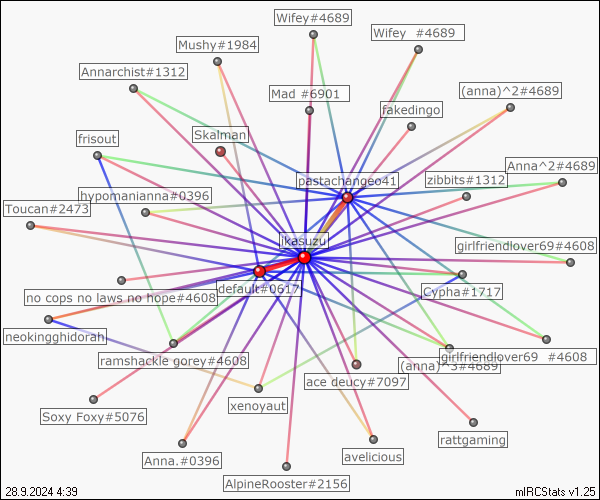 Wifey#4689
Wifey  #4689
Mushy#1984
Annarchist#1312
Mad #6901
(anna)^2#4689
fakedingo
Skalman
frisout
Anna^2#4689
pastachangeo41
zibbits#1312
hypomanianna#0396
Toucan#2473
ikasuzu
girlfriendlover69#4608
default#0617
Cypha#1717
no cops no laws no hope#4608
neokingghidorah
ramshackle gorey#4608
girlfriendlover69  #4608
(anna)^3#4689
ace deucy#7097
xenoyaut
Soxy Foxy#5076
rattgaming
avelicious
Anna.#0396
AlpineRooster#2156
28.9.2024 4:39
mIRCStats v1.25